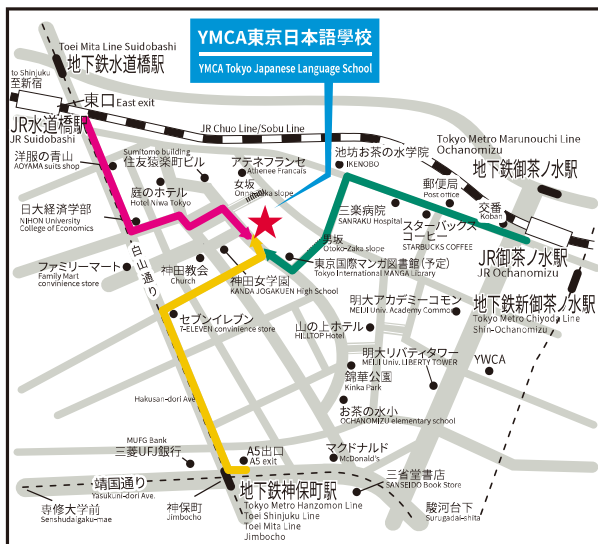 YMCA東京日本語學校
YMCA Tokyo Japanese Language School
Toei Mita Line Suidobashi
地下鉄水道橋駅
to Shinjuku
至新宿
東口 East exit
JR水道橋駅
JR Suidobashi
JR Chuo Line/Sobu Line
洋服の青山
AOYAMA suits shop
Sumitomo building
住友猿楽町ビル
アテネフランセ
Athenee Francais
池坊お茶の水学院
IKENOBO
Tokyo Metro Marunouchi Line
Ochanomizu
地下鉄御茶ノ水駅
庭のホテル
Hotel Niwa Tokyo
女坂
Onnazaka slope
郵便局
Post office
交番
Koban
三楽病院
SANRAKU Hospital
スターバックス
コーヒー
STARBUCKS COFFEE
日大経済学部
NIHON University
College of Economics
男坂
Otoko-Zaka slope
JR御茶ノ水駅
JR Ochanomizu
ファミリーマート
Family Mart
convinience store
白山通り
神田教会
Church
神田女学園
KANDA JOGAKUEN High School
東京国際マンガ図書館(予定)
Tokyo International MANGA Library
地下鉄新御茶ノ水駅
Tokyo Metro Chiyoda Line
Shin-Ochanomizu
セブンイレブン
7-ELEVEN convinience store
明大アカデミーコモン
MEIJI Univ. Academy Common
山の上ホテル
HILLTOP Hotel
明大リバティタワー
MEIJI Univ. LIBERTY TOWER
YWCA
錦華公園
Kinka Park
Hakusan-dori Ave.
お茶の水小
OCHANOMIZU elementary school
MUFG Bank
三菱UFJ銀行
A5出口
A5 exit
マクドナルド
McDonald's
靖国通り
Yasukuni-dori Ave.
専修大学前
Senshudaigaku-mae
神保町
Jimbocho
地下鉄神保町駅
Tokyo Metro Hanzomon Line
Toei Shinjuku Line
Toei Mita Line
Jimbocho
三省堂書店
SANSEIDO Book Store
駿河台下
Surugadai-shita